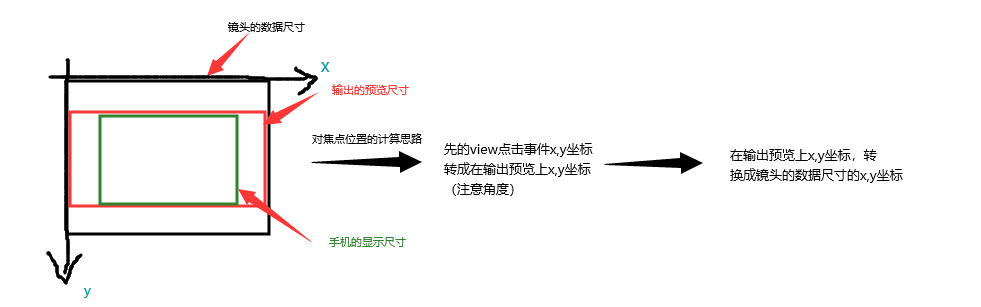 镜头的数据尺寸
X
输出的预览尺寸
对焦点位置的计算思路
先的view点击事件x,y坐标
转成在输出预览上x,y坐标
（注意角度）
在输出预览上x,y坐标，转
换成镜头的数据尺寸的x,y坐标
手机的显示尺寸
y